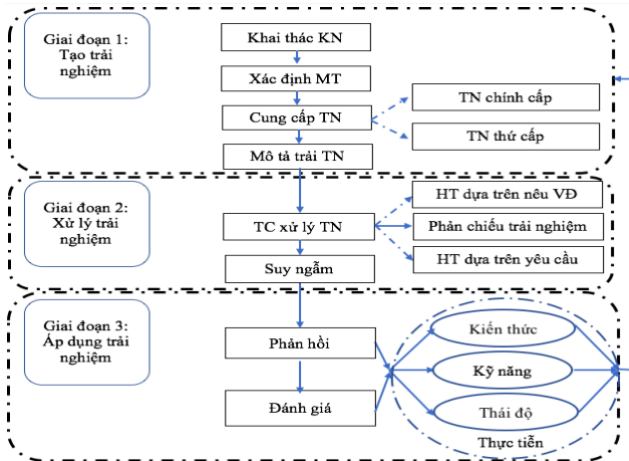 Giai đoạn 1:
Tạo trải
nghiệm
Khai thác KN
Xác định MT
Cung cấp TN
Mô tả trải TN
TN chính cấp
TN thứ cấp
Giai đoạn 2:
Xử lý trải
nghiệm
TC xử lý TN
Suy ngẫm
HT dựa trên nêu VĐ
Phản chiếu trải nghiệm
HT dựa trên yêu cầu
Giai đoạn 3:
Áp dụng trải
nghiệm
Phản hồi
Đánh giá
Kiến thức
Kỹ năng
Thái độ
Thực tiễn